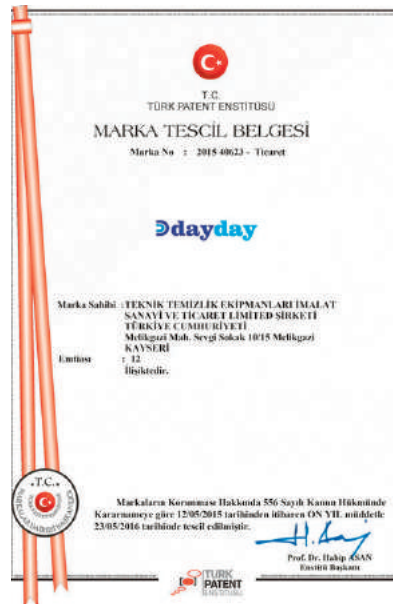 T.C.
TÜRK PATENT ENSTİTÜSÜ
MARKA TESCİL BELGESİ
Marka No : 2015 40623 - Ticaret
dayday
Marka Sahibi : TEKNİK TEMİZLİK EKİPMANLARI İMALAT
SANAYİ VE TİCARET LİMİTED ŞİRKETİ
TÜRKİYE CUMHURİYETİ
Melikgazi Mah. Sevgi Sokak 10/15 Melikgazi
KAYSERİ
Emtiası : 12
İlişiktedir.
.T.C.
Markaların Korunması Hakkında 556 Sayılı Kanun Hükmünde
Kararnameye göre 12/05/2015 tarihinden itibaren ON YIL müddetle
23/05/2016 tarihinde tescil edilmiştir.
Prof. Dr. Habip ASAN
Enstitü Başkanı
TURK
PATENT
ENSTİTÜSÜ